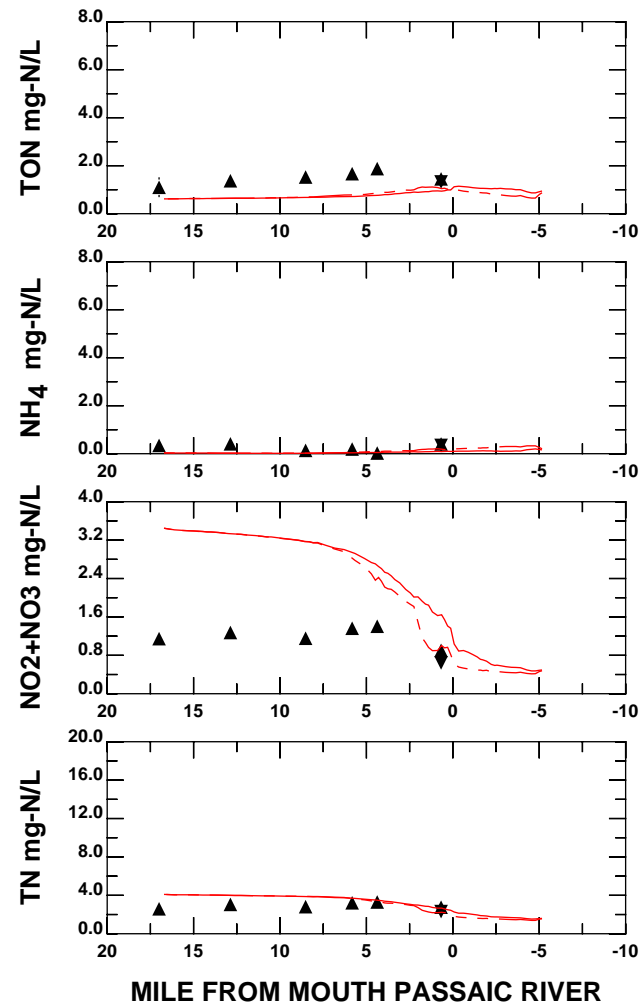 TON mg-N/L
8.0
6.0
4.0
2.0
0.0
20 15 10 5 0 -5 -10
NH4 mg-N/L
8.0
6.0
4.0
2.0
0.0
20 15 10 5 0 -5 -10
NO2+NO3 mg-N/L
4.0
3.2
2.4
1.6
0.8
0.0
20 15 10 5 0 -5 -10
TN mg-N/L
20.0
16.0
12.0
8.0
4.0
0.0
20 15 10 5 0 -5 -10
MILE FROM MOUTH PASSAIC RIVER